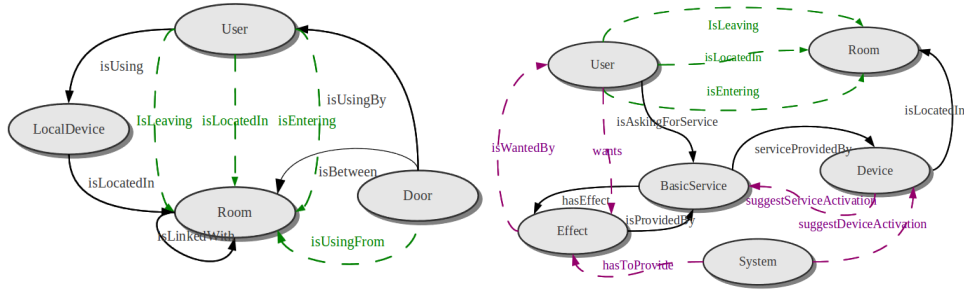 User
isUsing
isUsingBy
LocalDevice
IsLeaving
isLocatedIn
isEntering
isLocatedIn
isBetween
Door
Room
isLinkedWith
isUsingFrom
IsLeaving
User
Room
isLocatedIn
isEntering
isLocatedIn
isAskingForService
isWantedBy
wants
serviceProvidedBy
BasicService
Device
hasEffect
suggestServiceActivation
isProvidedBy
suggestDeviceActivation
Effect
hasToProvide
System